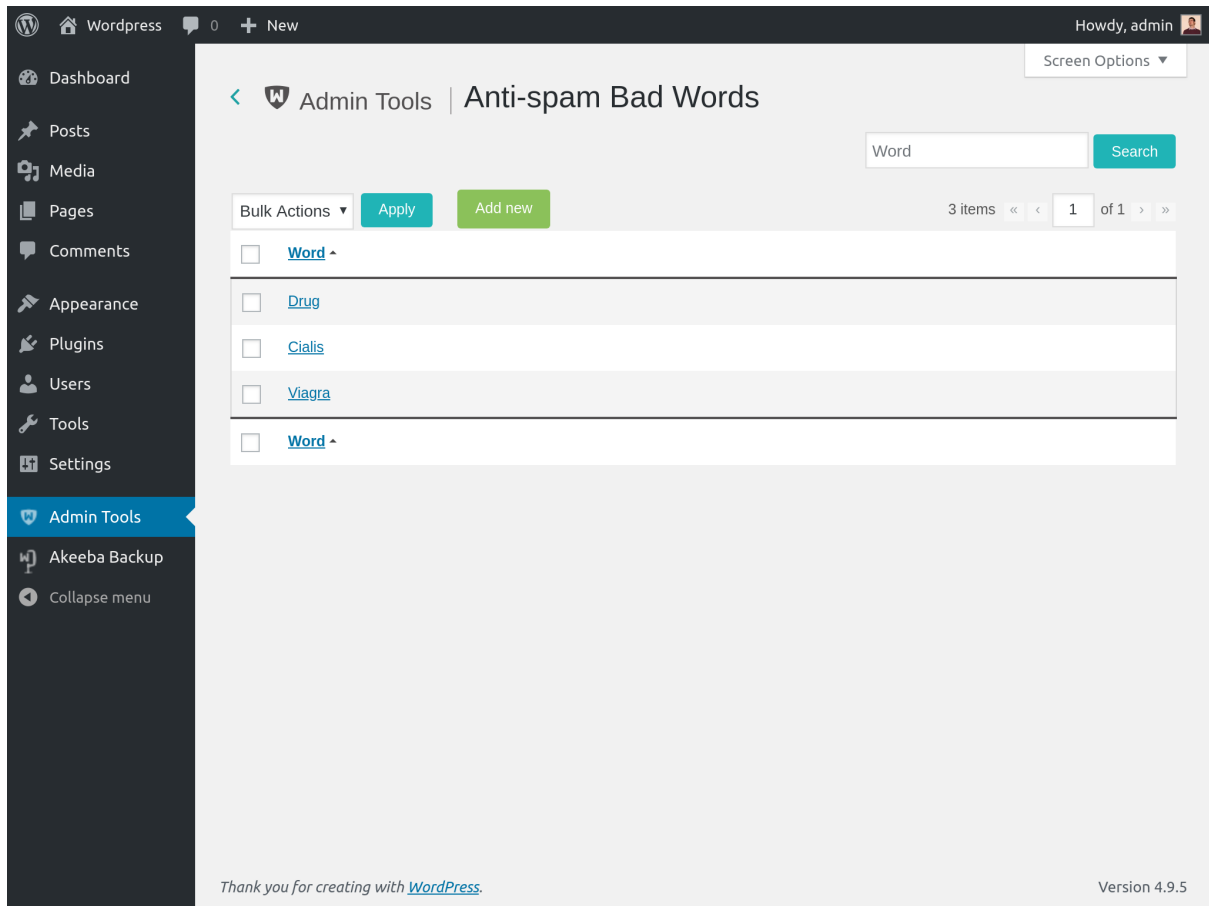 Wordpress 0 New Howdy, admin
Screen Options ▼
Dashboard
Posts
Media
Pages
Comments
Appearance
Plugins
Users
Tools
Settings
Admin Tools
Akeeba Backup
Collapse menu
Admin Tools | Anti-spam Bad Words
Word Search
Bulk Actions ▼ Apply Add new 3 items « ‹ 1 of 1 › »
Word
Drug
Cialis
Viagra
Word
Thank you for creating with WordPress. Version 4.9.5